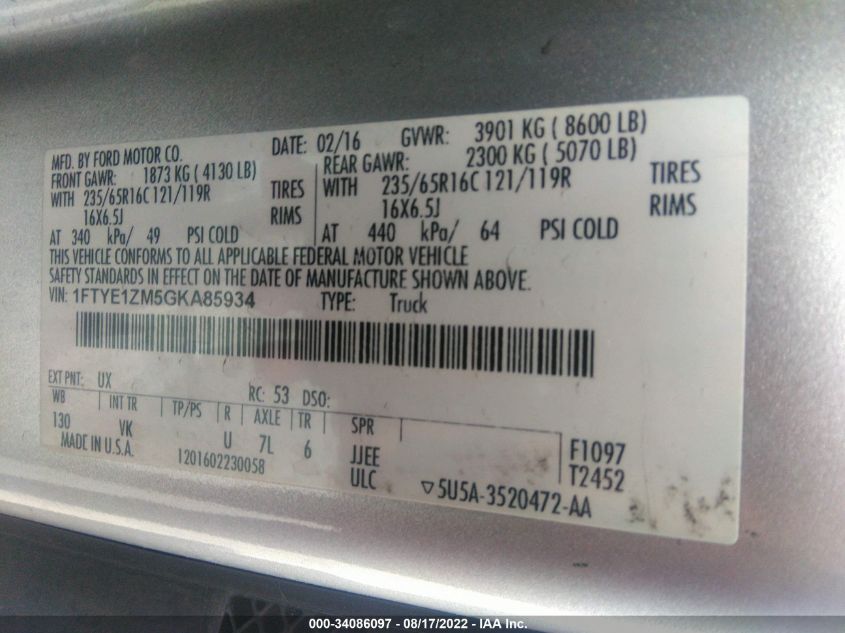 MFD. BY FORD MOTOR CO. DATE: 02/16 GVWR: 3901 KG ( 8600 LB)
FRONT GAWR: 1873 KG ( 4130 LB) REAR GAWR: 2300 KG ( 5070 LB)
WITH 235/65R16C 121/119R TIRES WITH 235/65R16C 121/119R TIRES
16X6.5J RIMS 16X6.5J RIMS
AT 340 kPa/ 49 PSI COLD AT 440 kPa/ 64 PSI COLD
THIS VEHICLE CONFORMS TO ALL APPLICABLE FEDERAL MOTOR VEHICLE
SAFETY STANDARDS IN EFFECT ON THE DATE OF MANUFACTURE SHOWN ABOVE.
VIN: 1FTYE1ZM5GKA85934 TYPE: Truck
EXT PNT: UX RC: 53 DSO:
WB INT TR TP/PS R AXLE TR SPR
130 VK U 7L 6 JJEE F1097
MADE IN U.S.A. 1201602230058 ULC T2452
▽5U5A-3520472-AA
000-34086097 - 08/17/2022 - IAA Inc.